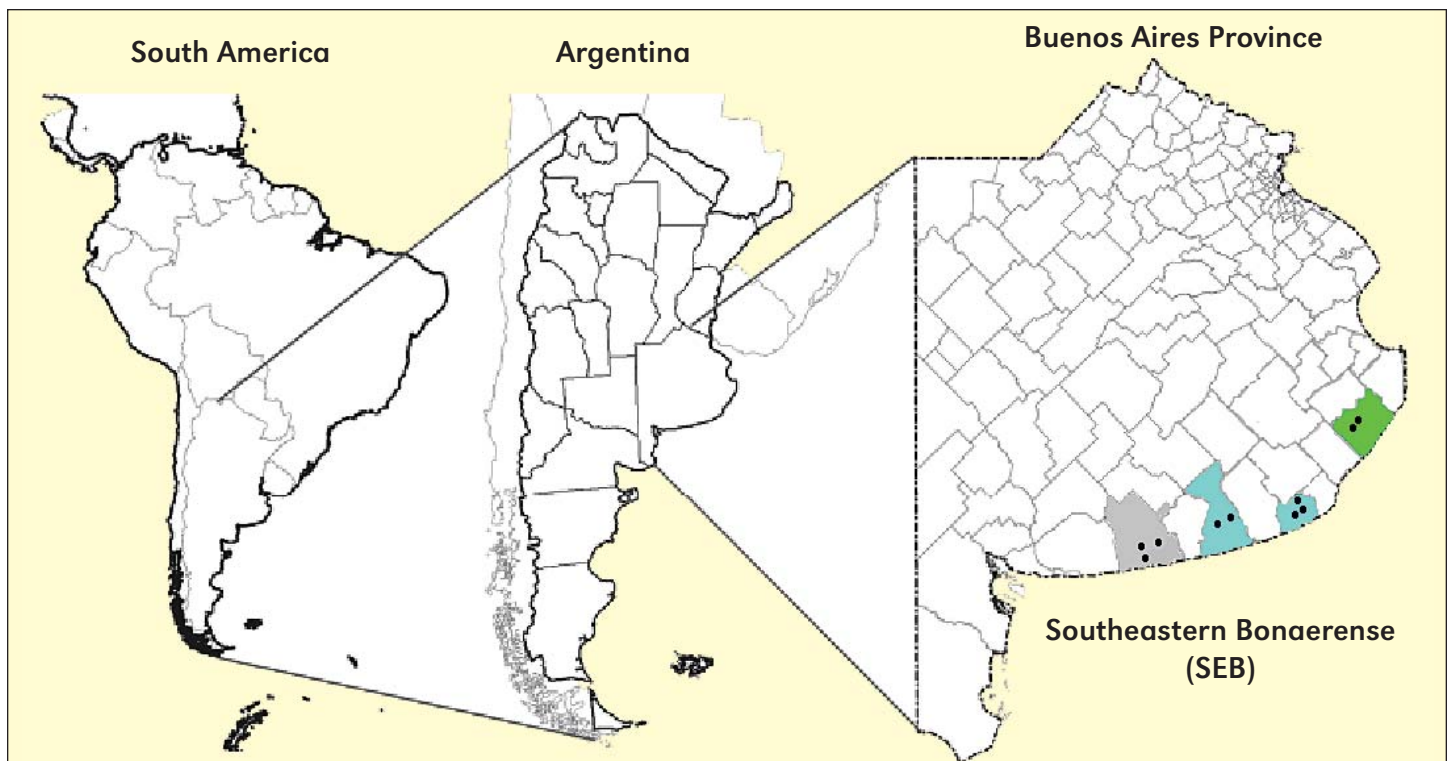 South America
Argentina
Buenos Aires Province
Southeastern Bonaerense
(SEB)